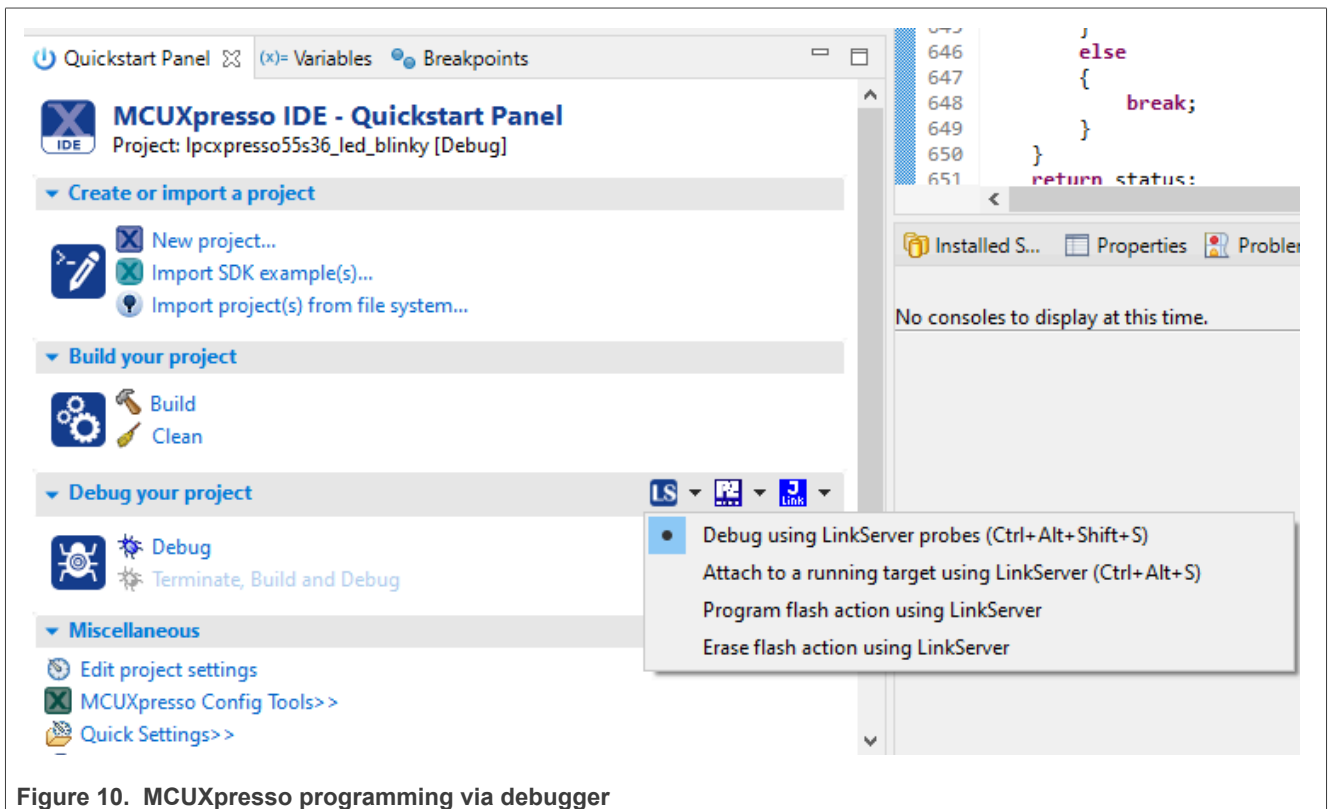 Quickstart Panel (x)= Variables Breakpoints
MCUXpresso IDE - Quickstart Panel
IDE
Project: lpcxpresso55s36_led_blinky [Debug]
Create or import a project
New project...
Import SDK example(s)...
Import project(s) from file system...
Build your project
Build
Clean
Debug your project LS Link
Debug
Terminate, Build and Debug
Debug using LinkServer probes (Ctrl+Alt+Shift+S)
Attach to a running target using LinkServer (Ctrl+Alt+S)
Program flash action using LinkServer
Erase flash action using LinkServer
Miscellaneous
Edit project settings
MCUXpresso Config Tools>>
Quick Settings>>
645 }
646 else
647 {
648 break;
649 }
650 }
651 return status;
Installed S... Properties Problem
No consoles to display at this time.
Figure 10. MCUXpresso programming via debugger